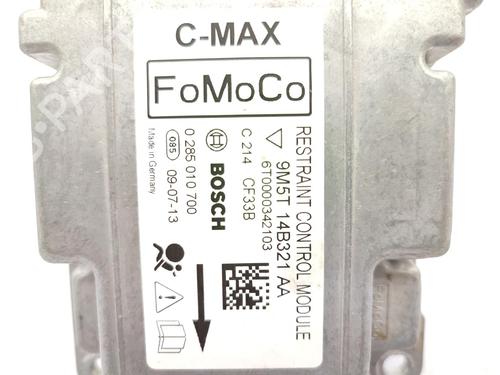 C-MAX
FoMoCo
RESTRAINT CONTROL MODULE
9M5T 14B321 AA
6T0000342103
C 214 CF33B
BOSCH
0 285 010 700
085 09-07-13
Made in Germany